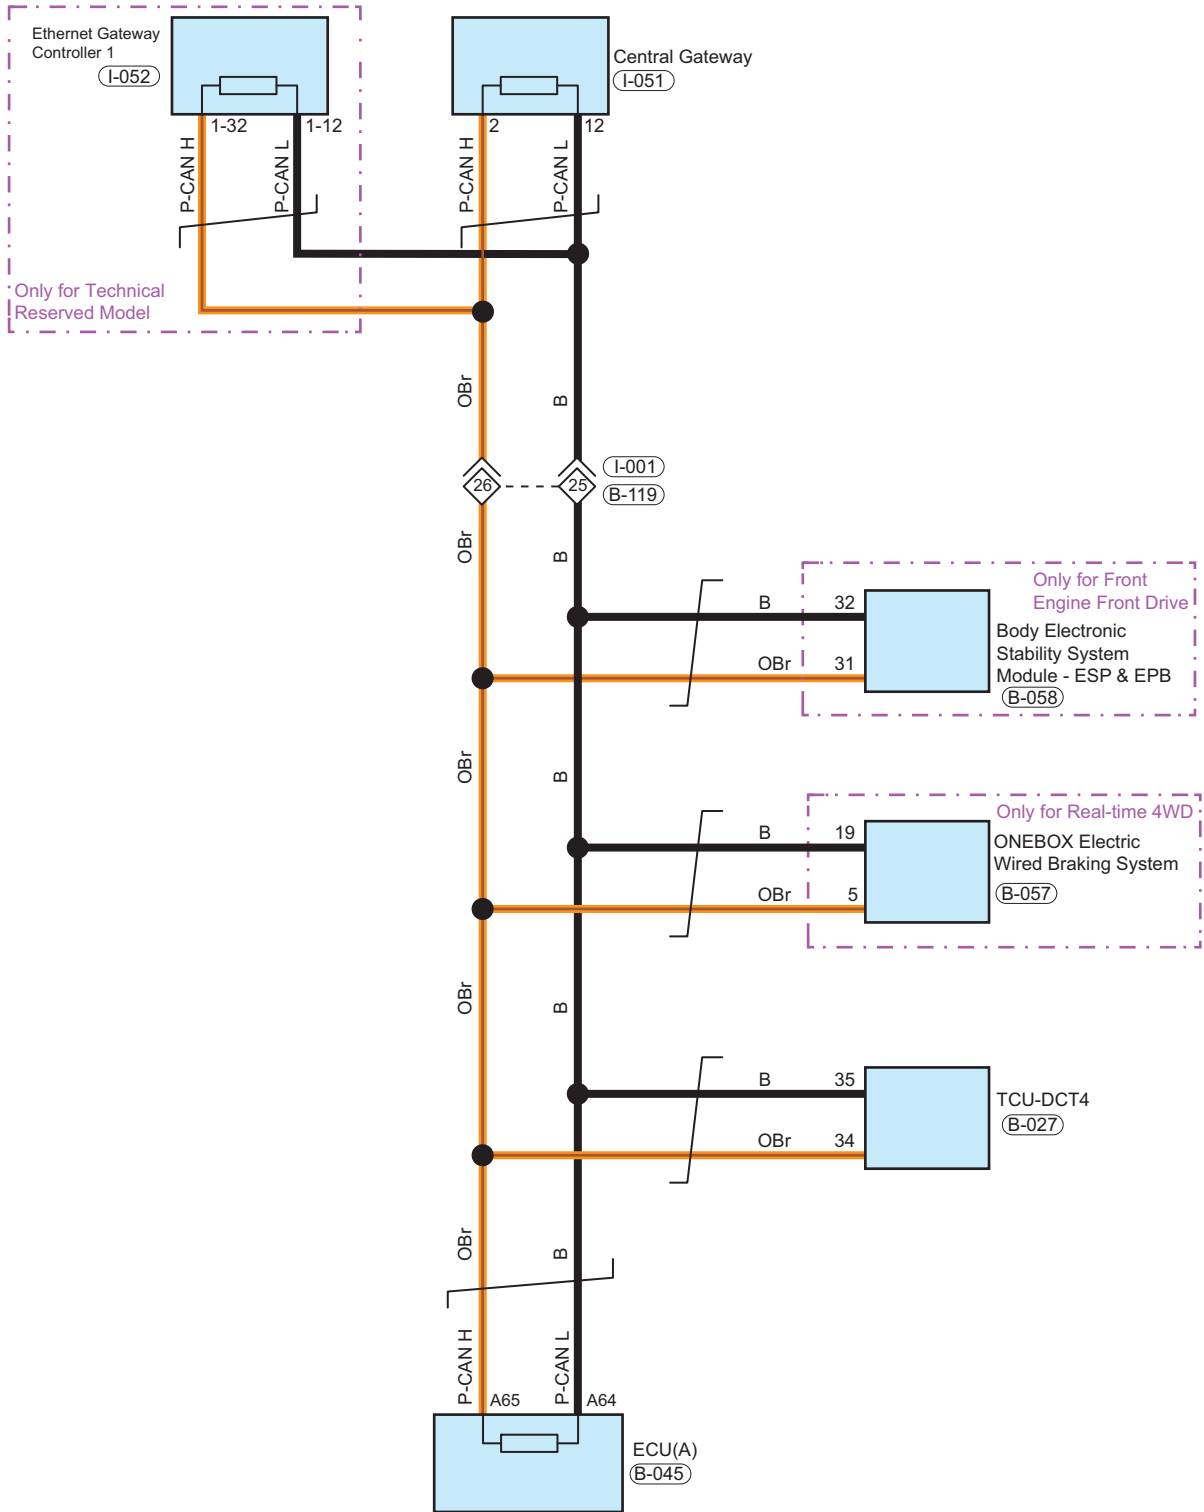 Ethernet Gateway
Controller 1
I-052
Central Gateway
I-051
1-32
1-12
2
12
P-CAN H
P-CAN L
P-CAN H
P-CAN L
Only for Technical
Reserved Model
OBr
B
I-001
26
25
B-119
OBr
B
Only for Front
Engine Front Drive
B
32
Body Electronic
Stability System
Module - ESP & EPB
B-058
OBr
31
OBr
B
Only for Real-time 4WD
B
19
ONEBOX Electric
Wired Braking System
B-057
OBr
5
OBr
B
B
35
TCU-DCT4
B-027
OBr
34
OBr
B
P-CAN H
P-CAN L
A65
A64
ECU(A)
B-045